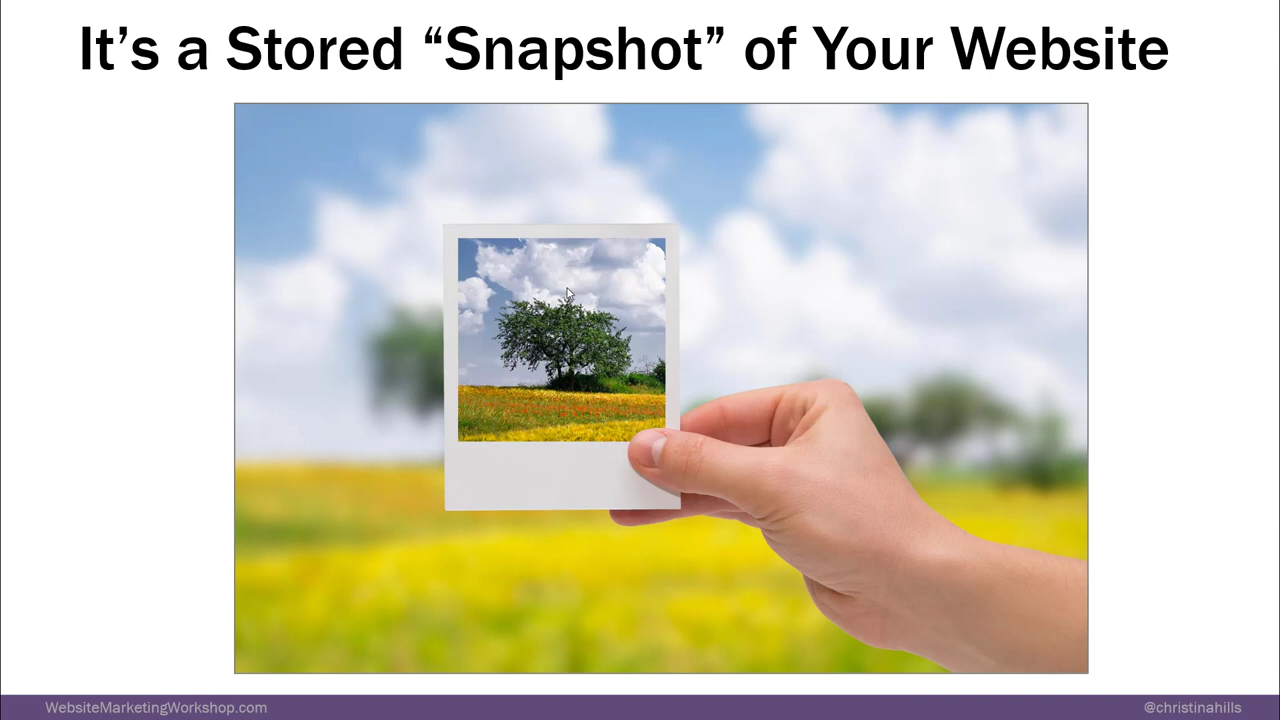 It’s a Stored “Snapshot” of Your Website
WebsiteMarketingWorkshop.com
@christinahills